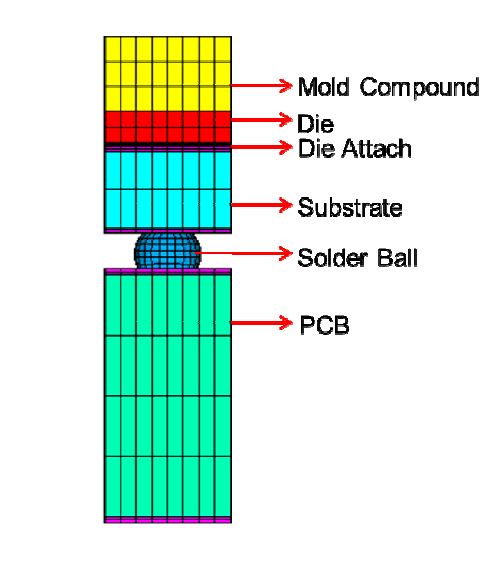 Mold Compound
Die
Die Attach
Substrate
Solder Ball
PCB